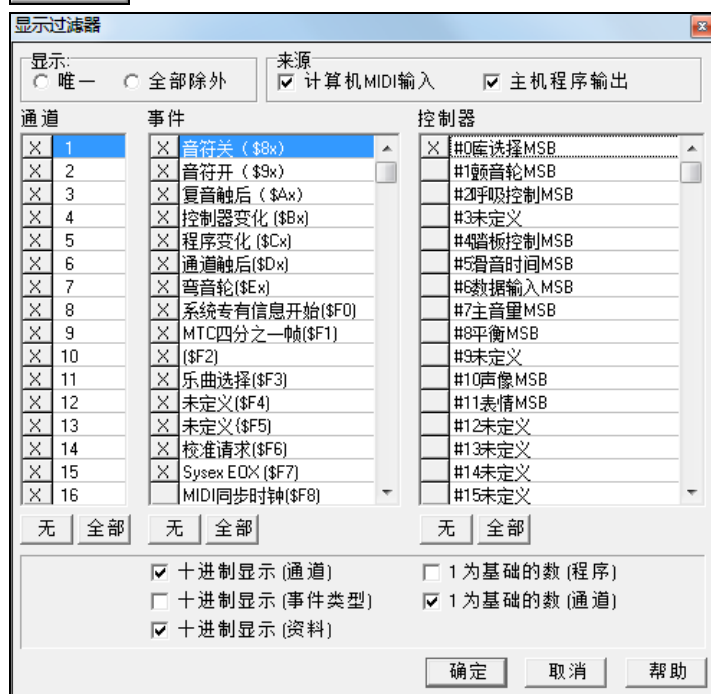 显示过滤器
显示:
唯一 全部除外
来源
计算机MIDI输入 主机程序输出
通道
X 1
X 2
X 3
X 4
X 5
X 6
X 7
X 8
X 9
X 10
X 11
X 12
X 13
X 14
X 15
X 16
无 全部
事件
X 音符关 ($8x)
X 音符开 ($9x)
X 复音触后 ($Ax)
X 控制器变化 ($Bx)
X 程序变化 ($Cx)
X 通道触后($Dx)
X 弯音轮($Ex)
X 系统专有信息开始($F0)
X MTC四分之一帧($F1)
X ($F2)
X 乐曲选择($F3)
X 未定义($F4)
X 未定义{$F5)
X 校准请求($F6)
X Sysex EOX ($F7)
MIDI同步时钟($F8)
无 全部
控制器
X #0库选择MSB
#1颤音轮MSB
#2呼吸控制MSB
#3未定义
#4踏板控制MSB
#5滑音时间MSB
#6数据输入MSB
#7主音量MSB
#8平衡MSB
#9未定义
#10声像MSB
#11表情MSB
#12未定义
#13未定义
#14未定义
#15未定义
无 全部
十进制显示 (通道) 1为基础的数 (程序)
十进制显示 (事件类型) 1为基础的数 (通道)
十进制显示 (资料)
确定 取消 帮助